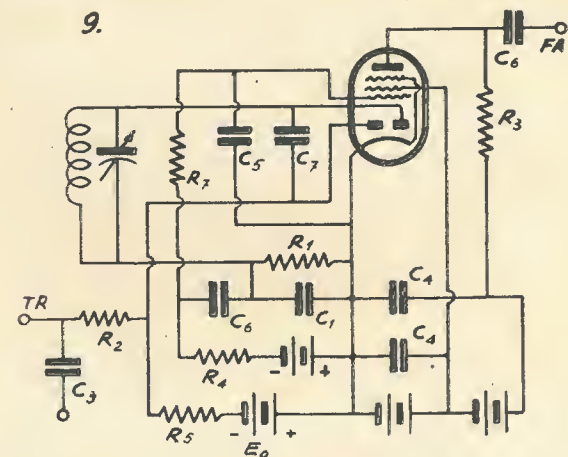 9.
C6
FA
R3
R7
C5
C7
R1
C4
TR
R2
C6
C1
C4
C3
R4
- +
R5
- E0 +